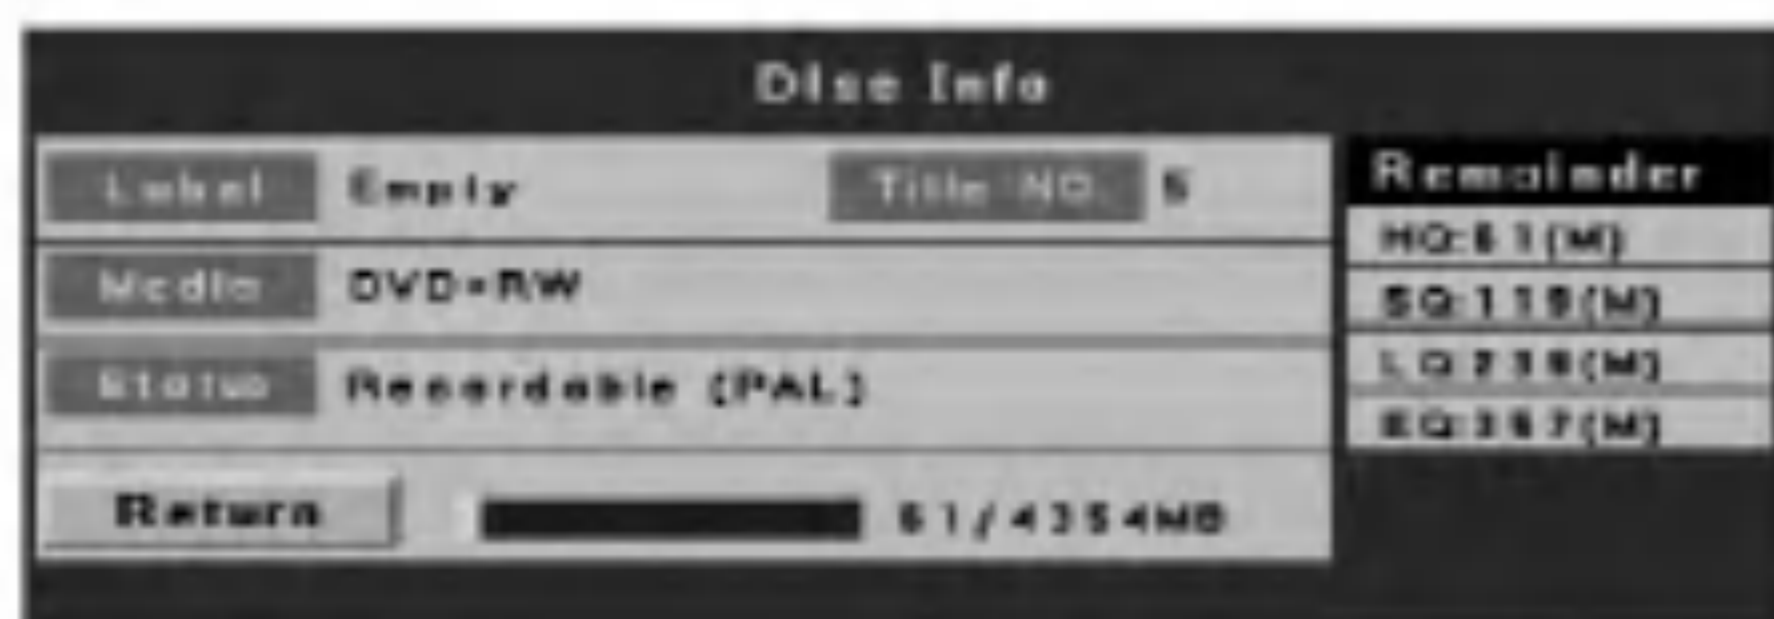 Disc Info
Label Empty Title NO. 5
Media DVD+RW
Status Recordable (PAL)
Return 61/4354MB
Remainder
HQ:61(M)
SQ:119(M)
LQ:238(M)
EQ:357(M)